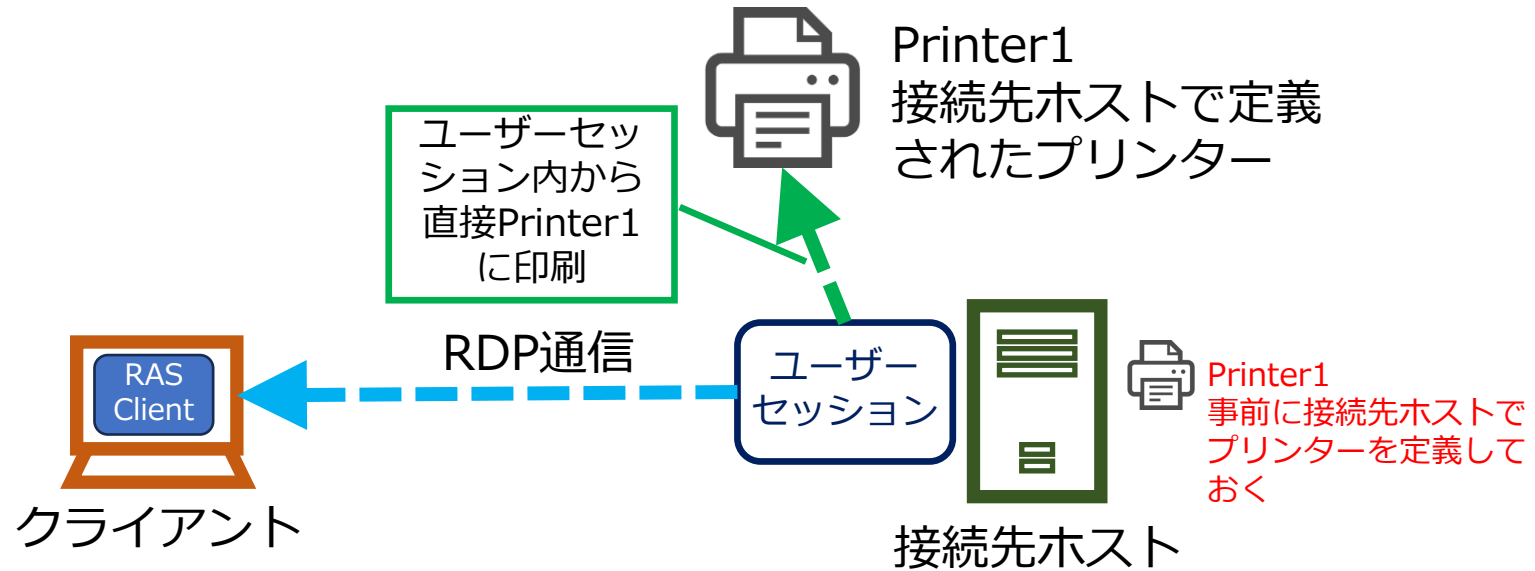 Printer1
接続先ホストで定義
されたプリンター
ユーザーセッ
ション内から
直接Printer1
に印刷
RDP通信
RAS
Client
ユーザー
セッション
Printer1
事前に接続先ホストで
プリンターを定義して
おく
クライアント
接続先ホスト